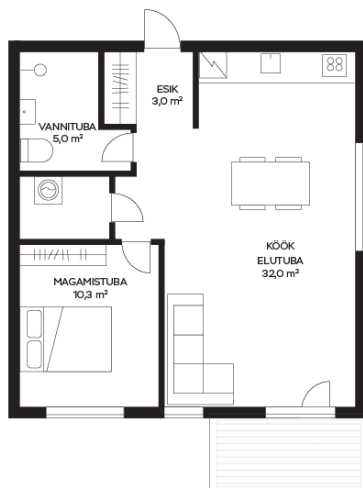 ESIK
3,0 m²
VANNITUBA
5,0 m²
KÖÖK
ELUTUBA
32,0 m²
MAGAMISTUBA
10,3 m²